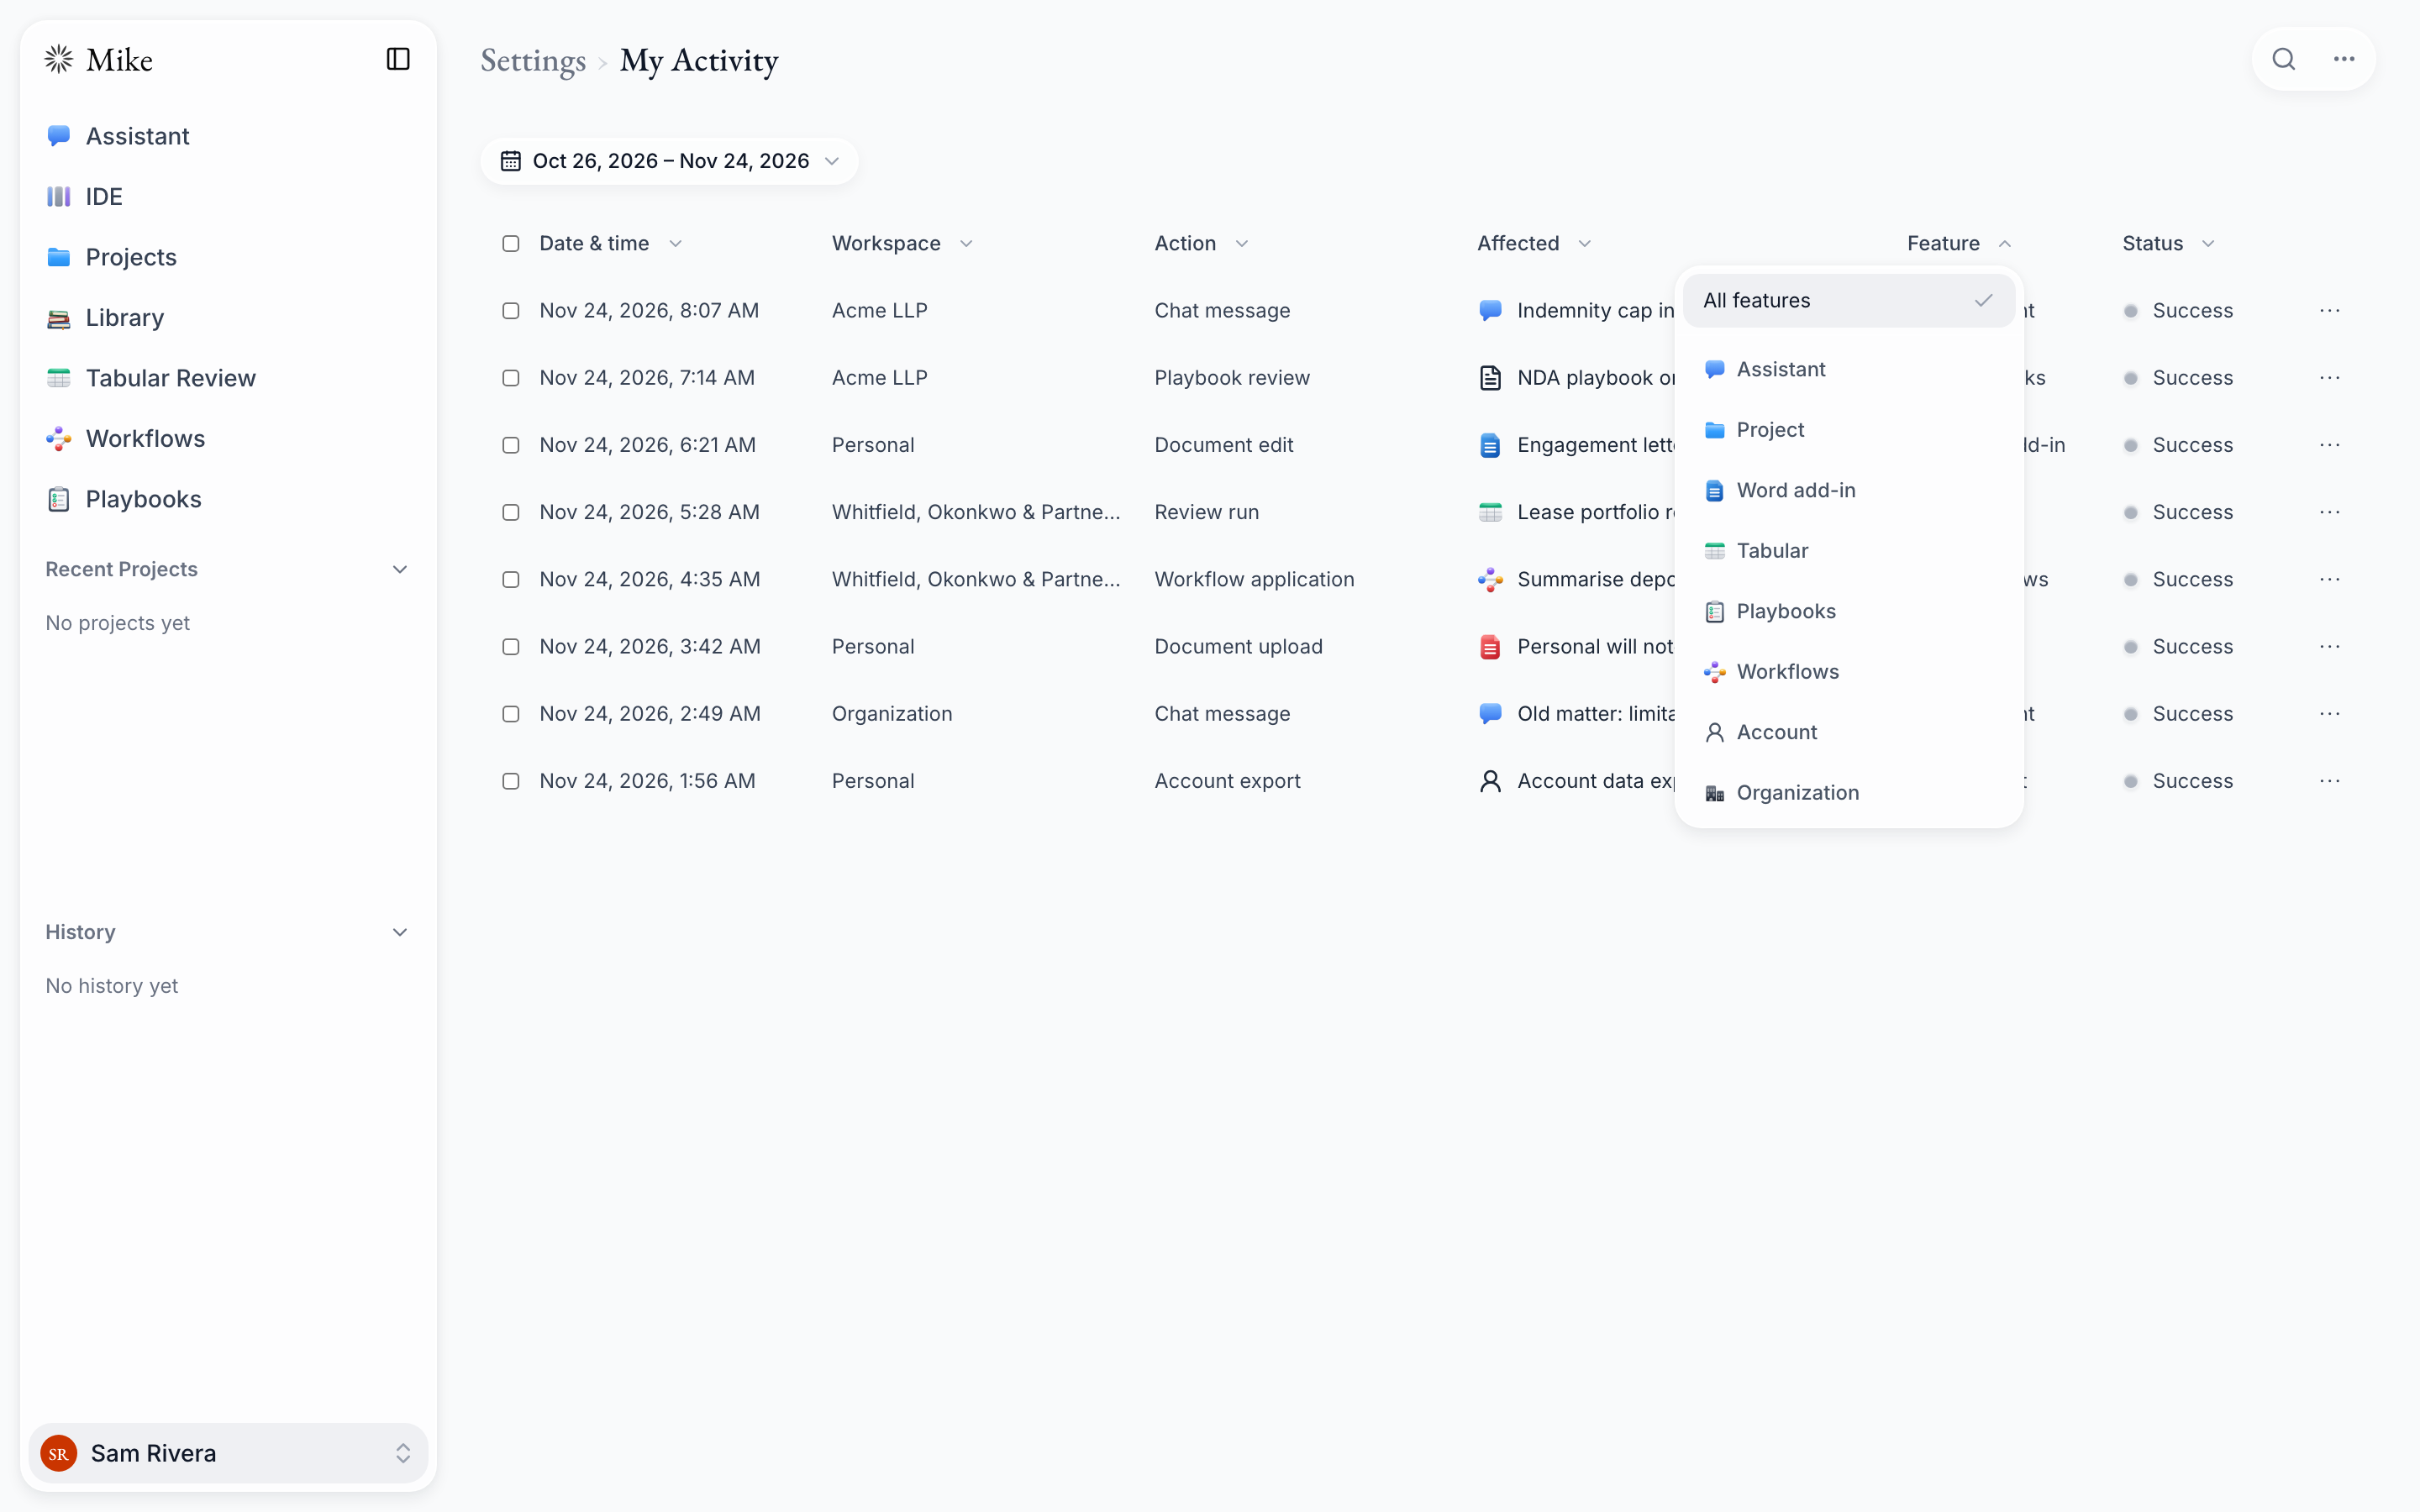 Mike
Assistant
IDE
Projects
Library
Tabular Review
Workflows
Playbooks
Recent Projects
No projects yet
History
No history yet
SR Sam Rivera
Settings › My Activity
Oct 26, 2026 – Nov 24, 2026
Date & time Workspace Action Affected Feature Status
Nov 24, 2026, 8:07 AM Acme LLP Chat message Indemnity cap in Success
Nov 24, 2026, 7:14 AM Acme LLP Playbook review NDA playbook Success
Nov 24, 2026, 6:21 AM Personal Document edit Engagement Success
Nov 24, 2026, 5:28 AM Whitfield, Okonkwo & Partne... Review run Lease portfolio Success
Nov 24, 2026, 4:35 AM Whitfield, Okonkwo & Partne... Workflow application Summarise Success
Nov 24, 2026, 3:42 AM Personal Document upload Personal will Success
Nov 24, 2026, 2:49 AM Organization Chat message Old matter: Success
Nov 24, 2026, 1:56 AM Personal Account export Account data Success
All features
Assistant
Project
Word add-in
Tabular
Playbooks
Workflows
Account
Organization